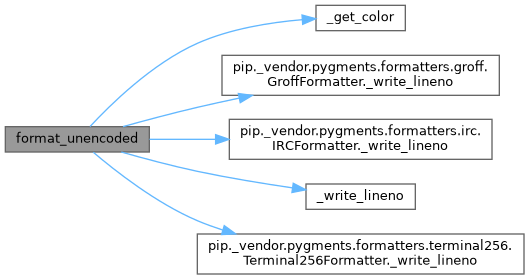 _get_color
pip._vendor.pygments.formatters.groff.
GroffFormatter._write_lineno
format_unencoded
pip._vendor.pygments.formatters.irc.
IRCFormatter._write_lineno
_write_lineno
pip._vendor.pygments.formatters.terminal256.
Terminal256Formatter._write_lineno